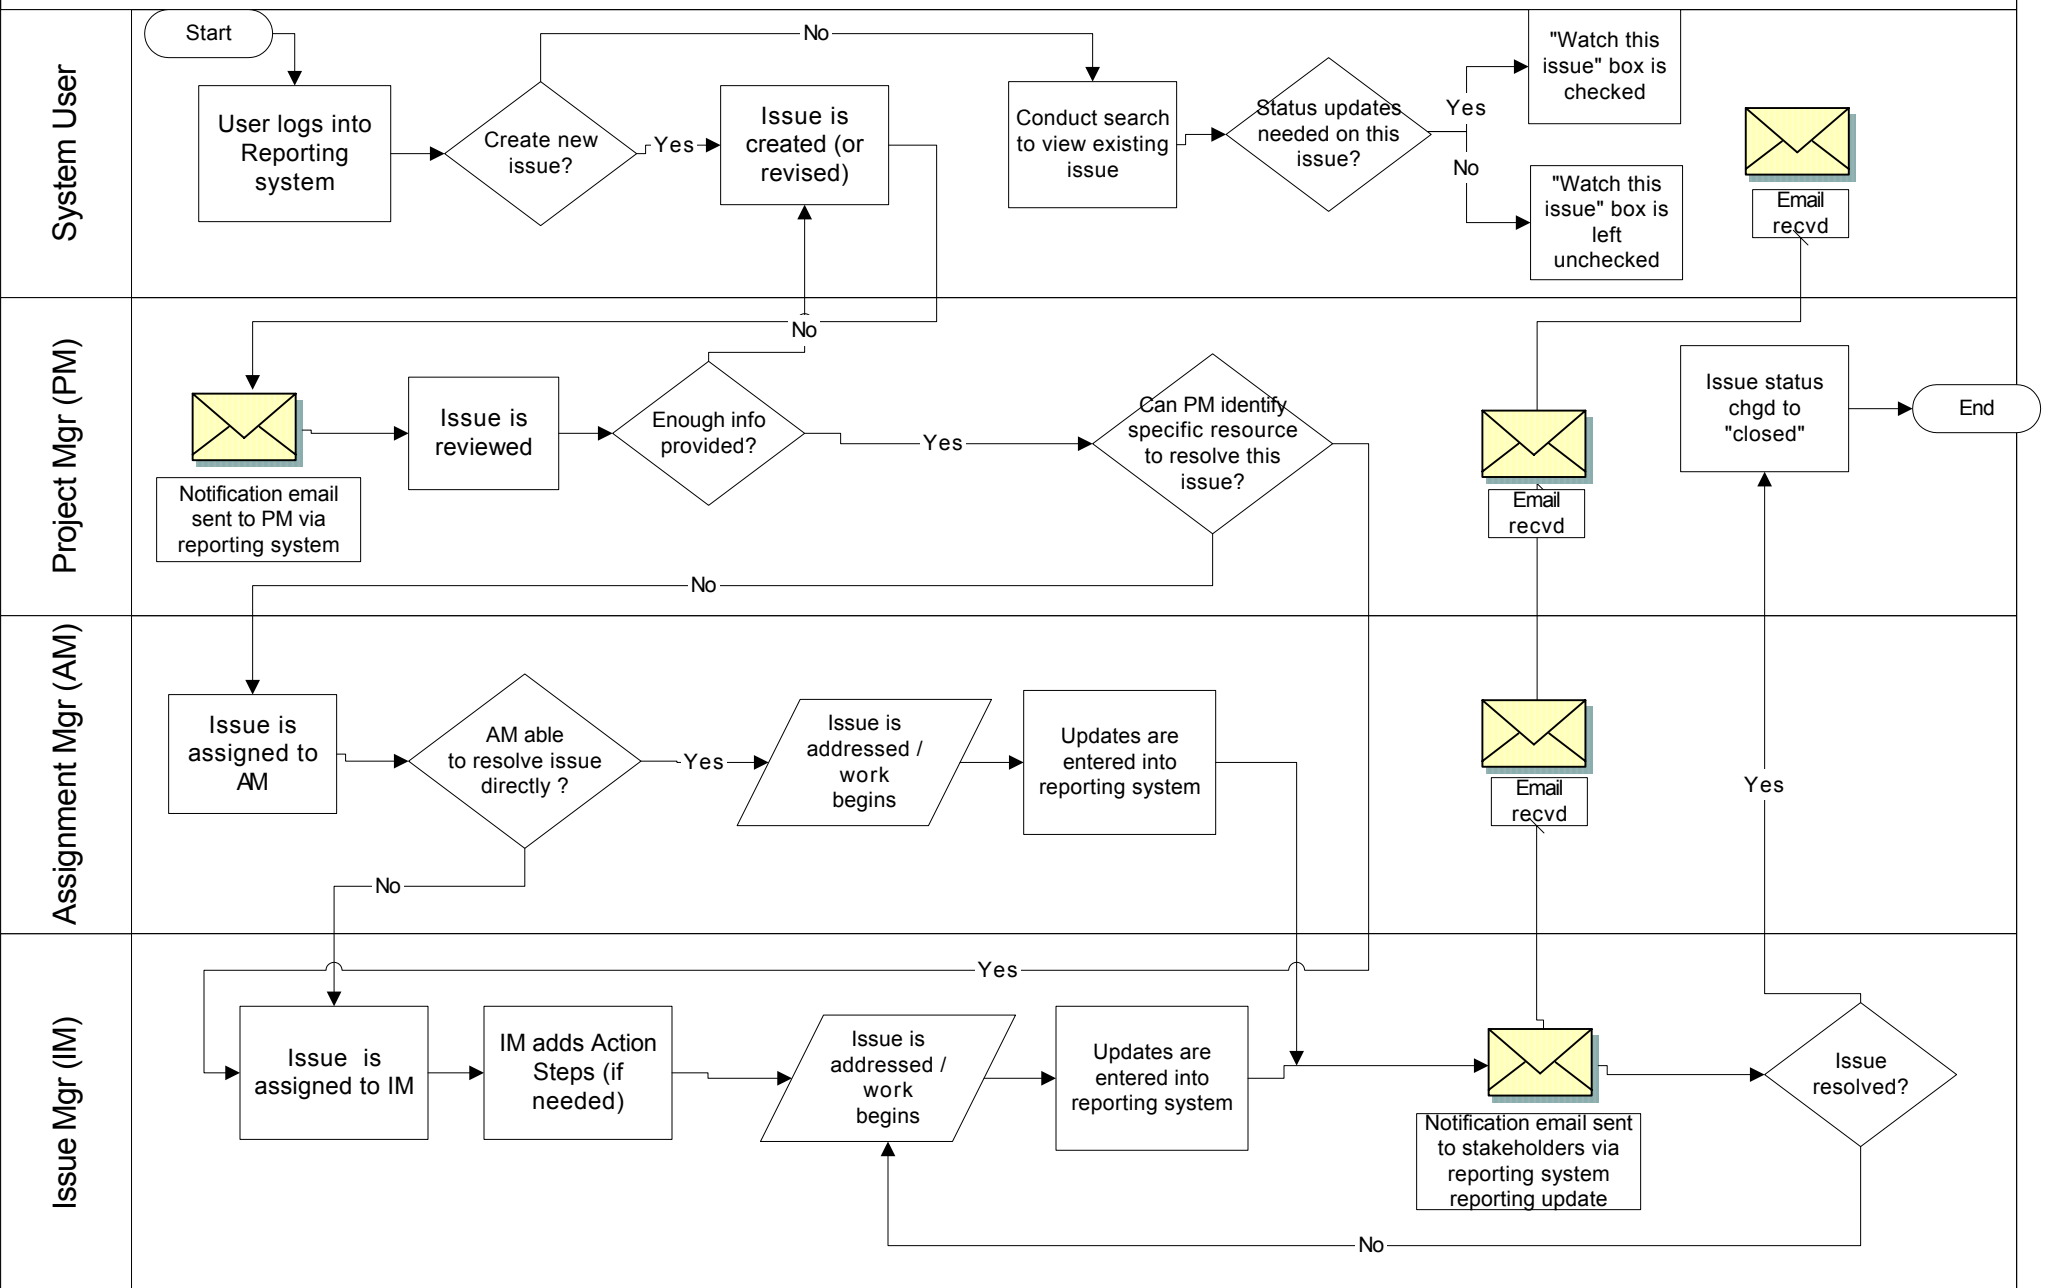 System User
Start
User logs into
Reporting
system
Create new
issue?
No
Yes
Issue is
created (or
revised)
Conduct search
to view existing
issue
Status updates
needed on this
issue?
Yes
No
"Watch this
issue" box is
checked
"Watch this
issue" box is
left
unchecked
Email
recvd
Project Mgr (PM)
Notification email
sent to PM via
reporting system
Issue is
reviewed
Enough info
provided?
No
Yes
Can PM identify
specific resource
to resolve this
issue?
No
Email
recvd
Issue status
chgd to
"closed"
End
Assignment Mgr (AM)
Issue is
assigned to
AM
AM able
to resolve issue
directly ?
Yes
No
Issue is
addressed /
work
begins
Updates are
entered into
reporting system
Email
recvd
Yes
Issue Mgr (IM)
Yes
Issue is
assigned to IM
IM adds Action
Steps (if
needed)
Issue is
addressed /
work
begins
Updates are
entered into
reporting system
Notification email sent
to stakeholders via
reporting system
reporting update
Issue
resolved?
No